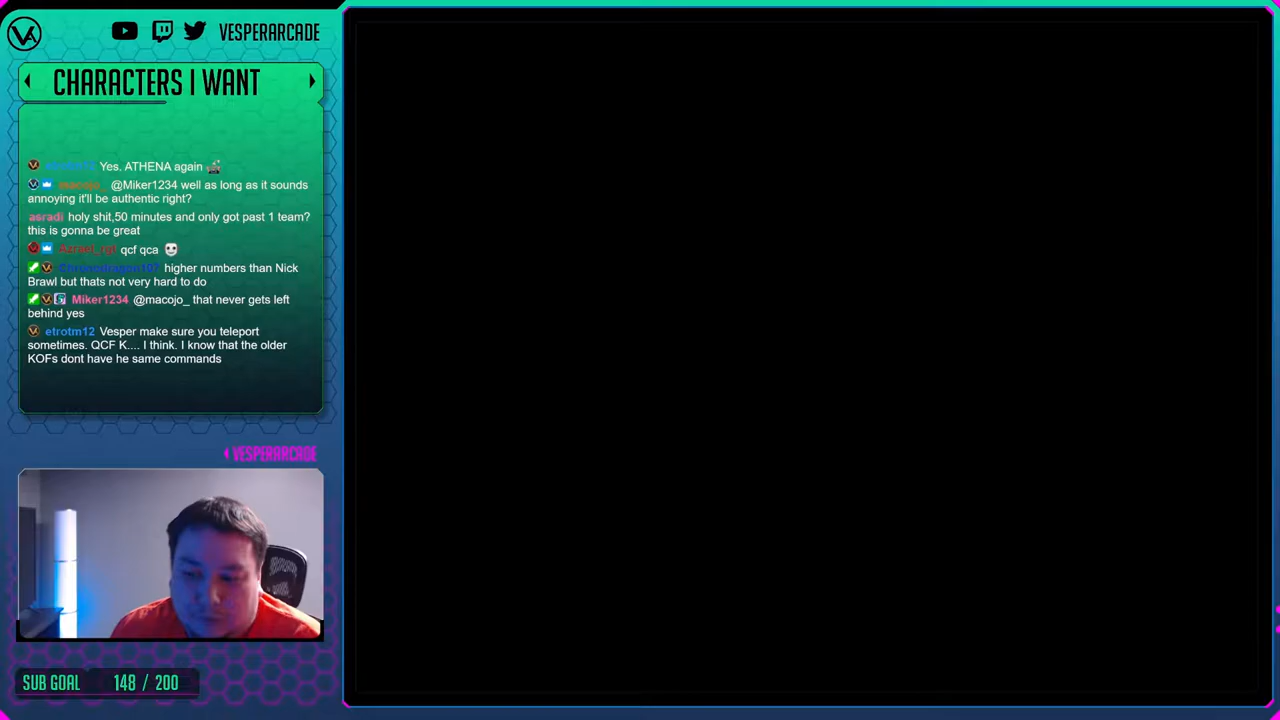 VA VESPERARCADE
CHARACTERS I WANT
Yes. ATHENA again
@Miker1234 well as long as it sounds
annoying it'll be authentic right?
asradi holy shit,50 minutes and only got past 1 team?
this is gonna be great
qcf qca
higher numbers than Nick
Brawl but thats not very hard to do
Miker1234 @macojo_ that never gets left
behind yes
etrotm12 Vesper make sure you teleport
sometimes. QCF K.... I think. I know that the older
KOFs dont have he same commands
VESPERARCADE
SUB GOAL 148 / 200